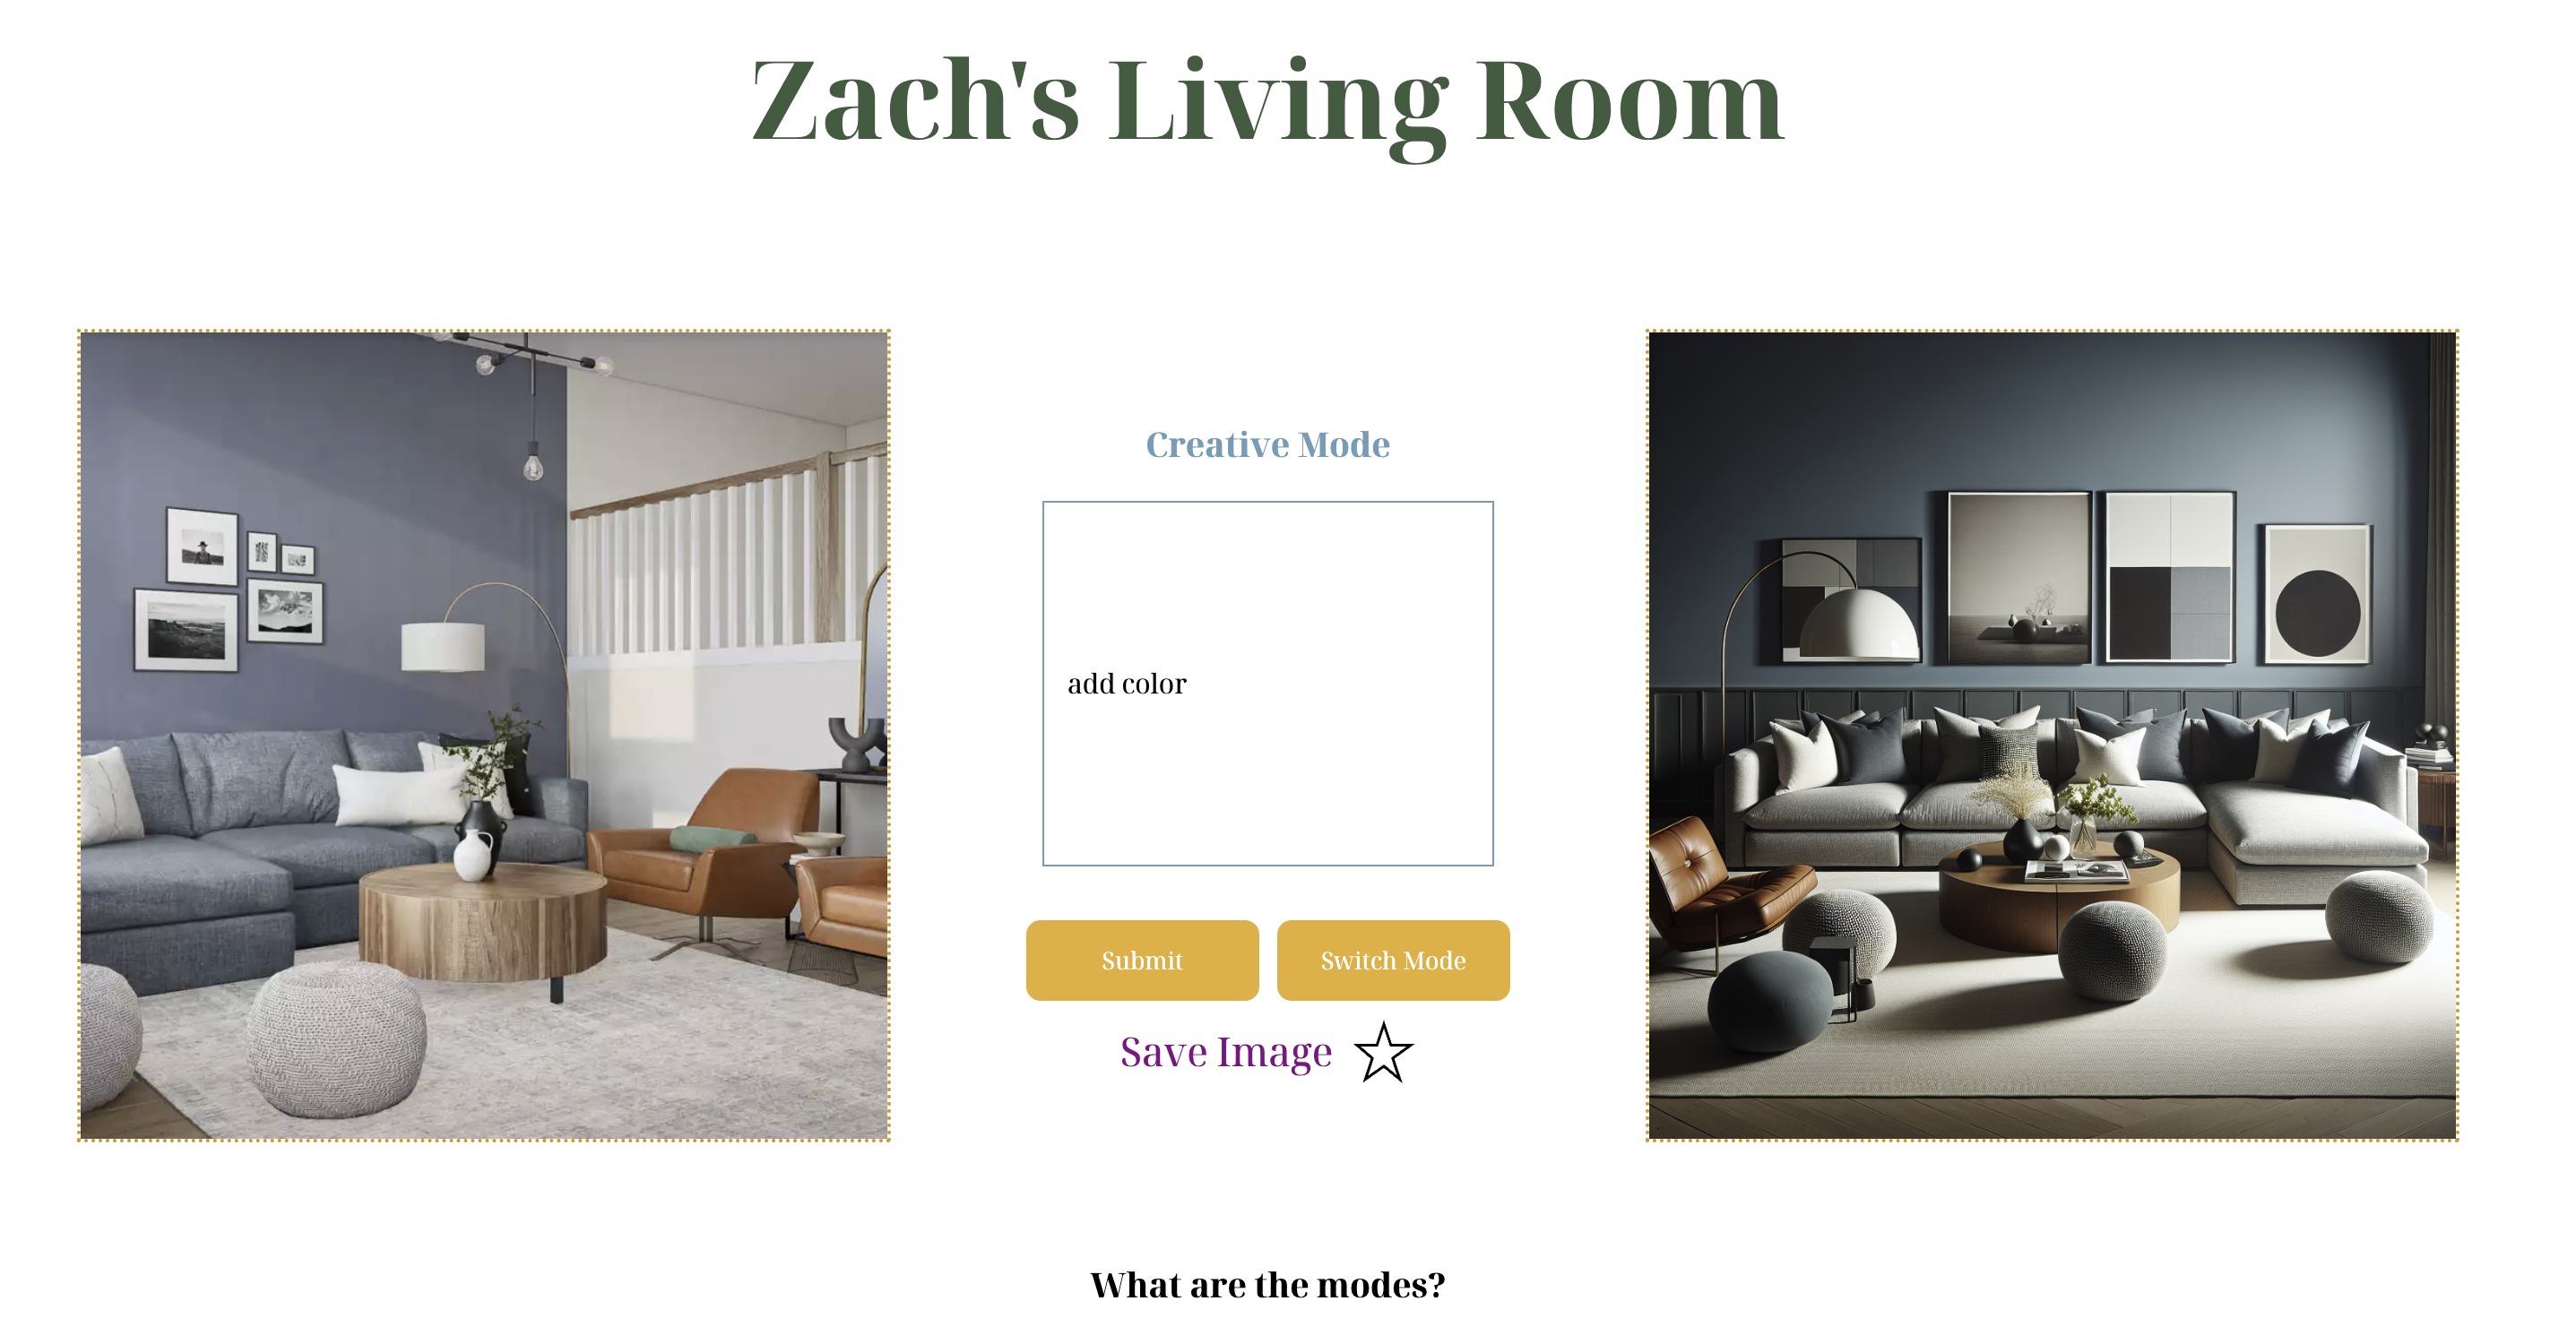 Zach's Living Room
Creative Mode
add color
Submit
Switch Mode
Save Image
What are the modes?